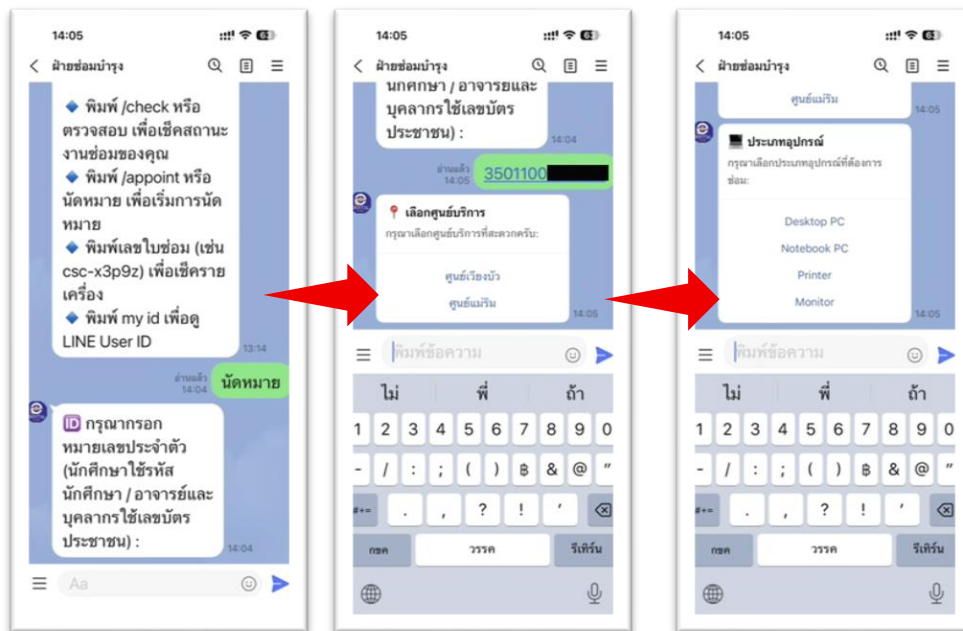 14:05
ฝ่ายซ่อมบำรุง
พิมพ์ /check หรือ
ตรวจสอบ เพื่อเช็คสถานะ
งานซ่อมของคุณ
พิมพ์ /appoint หรือ
นัดหมาย เพื่อเริ่มการนัด
หมาย
พิมพ์เลขใบซ่อม (เช่น
csc-x3p9z) เพื่อเช็คราย
เครื่อง
พิมพ์ my id เพื่อดู
LINE User ID
13:14
อ่านแล้ว
14:04
นัดหมาย
ID กรุณากรอก
หมายเลขประจำตัว
(นักศึกษาใช้รหัส
นักศึกษา / อาจารย์และ
บุคลากรใช้เลขบัตร
ประชาชน) :
14:04
Aa
14:05
ฝ่ายซ่อมบำรุง
นักศึกษา / อาจารย์และ
บุคลากรใช้เลขบัตร
ประชาชน) :
14:04
อ่านแล้ว
14:05
3501100
เลือกศูนย์บริการ
กรุณาเลือกศูนย์บริการที่สะดวกครับ:
ศูนย์เวียงบัว
ศูนย์แม่ริม
14:05
พิมพ์ข้อความ
ไม่ พี่ ถ้า
1 2 3 4 5 6 7 8 9 0
- / : ; ( ) ฿ & @ "
#+= . , ? ! '
กขค วรรค รีเทิร์น
14:05
ฝ่ายซ่อมบำรุง
ศูนย์แม่ริม
14:05
ประเภทอุปกรณ์
กรุณาเลือกประเภทอุปกรณ์ที่ต้องการ
ซ่อม:
Desktop PC
Notebook PC
Printer
Monitor
14:05
พิมพ์ข้อความ
ไม่ พี่ ถ้า
1 2 3 4 5 6 7 8 9 0
- / : ; ( ) ฿ & @ "
#+= . , ? ! '
กขค วรรค รีเทิร์น